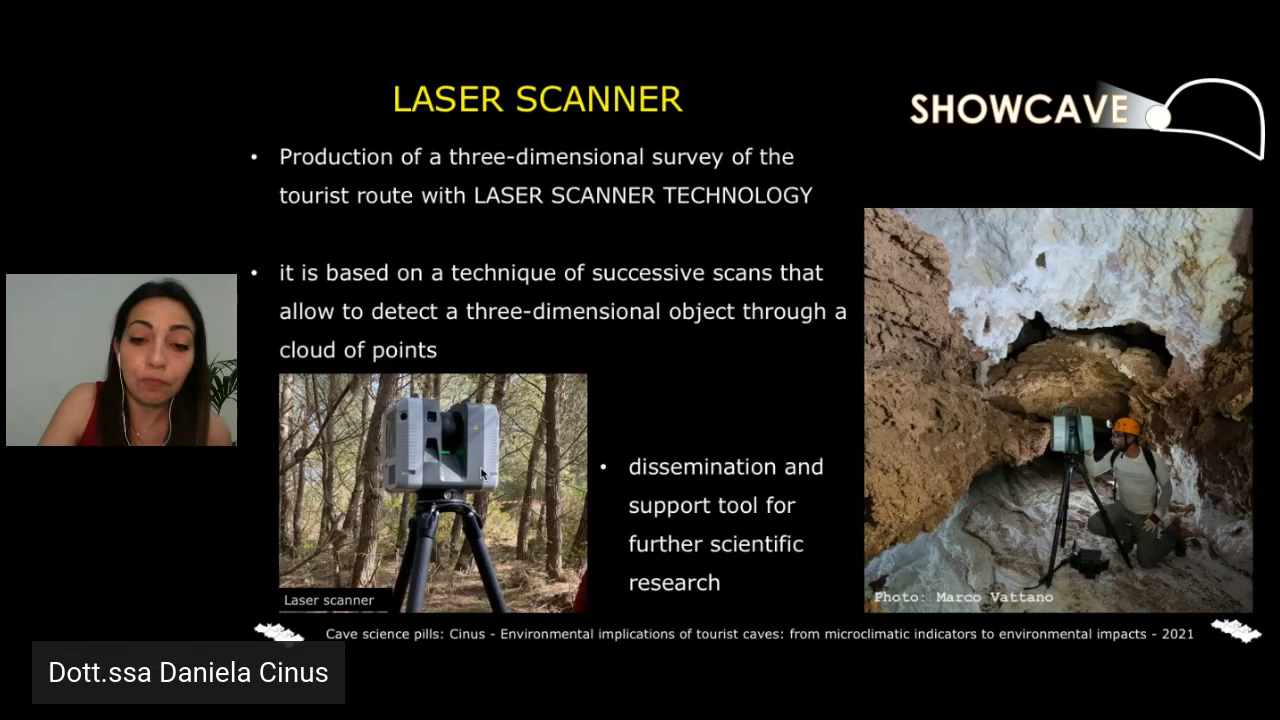 LASER SCANNER
SHOWCAVE
• Production of a three-dimensional survey of the
tourist route with LASER SCANNER TECHNOLOGY
• it is based on a technique of successive scans that
allow to detect a three-dimensional object through a
cloud of points
• dissemination and
support tool for
further scientific
research
Laser scanner
Photo: Marco Vattano
Cave science pills: Cinus - Environmental implications of tourist caves: from microclimatic indicators to environmental impacts - 2021
Dott.ssa Daniela Cinus